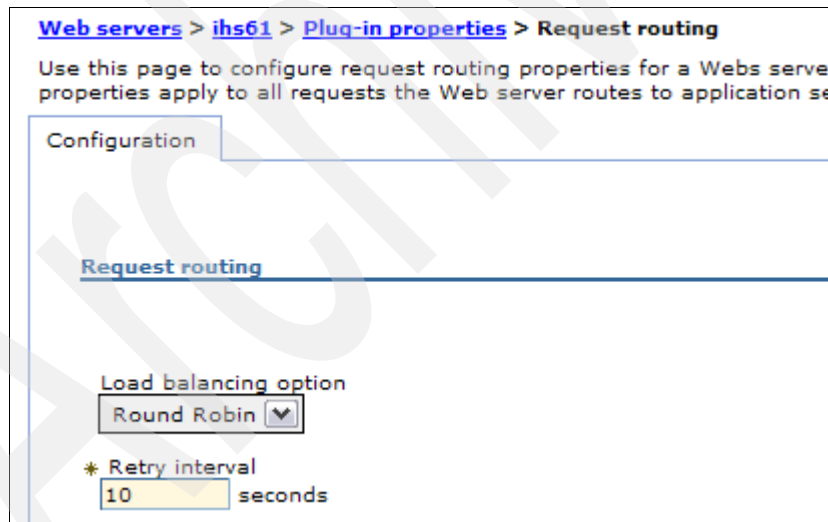 Web servers > ihs61 > Plug-in properties > Request routing
Use this page to configure request routing properties for a Webs serve
properties apply to all requests the Web server routes to application se
Configuration
Request routing
Load balancing option
Round Robin
* Retry interval
10 seconds